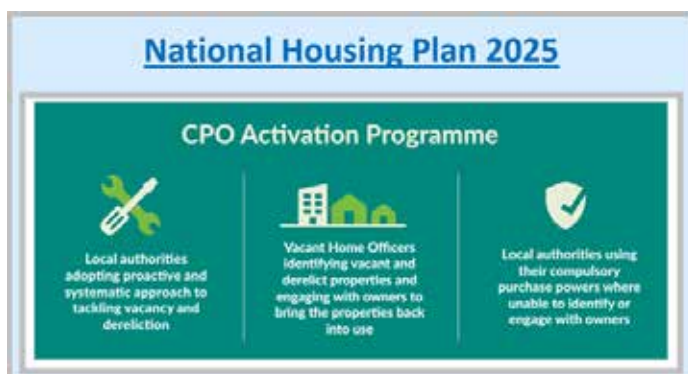 National Housing Plan 2025
CPO Activation Programme
Local authorities
adopting proactive and
systematic approach to
tackling vacancy and
dereliction
Vacant Home Officers
identifying vacant and
derelict properties and
engaging with owners to
bring the properties back
into use
Local authorities using
their compulsory
purchase powers where
unable to identify or
engage with owners